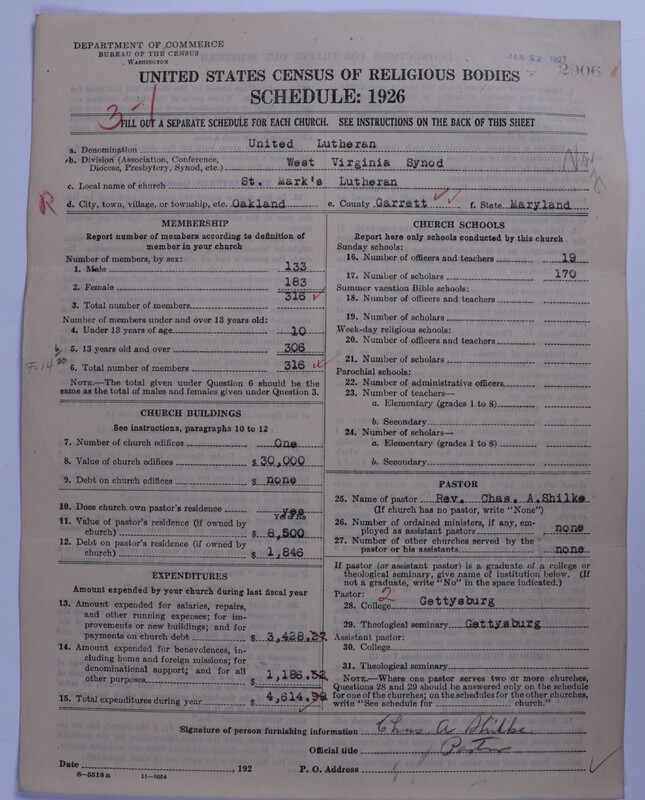 DEPARTMENT OF COMMERCE
BUREAU OF THE CENSUS
WASHINGTON
JAN 22 1927
2906
UNITED STATES CENSUS OF RELIGIOUS BODIES
SCHEDULE: 1926
3-1
FILL OUT A SEPARATE SCHEDULE FOR EACH CHURCH. SEE INSTRUCTIONS ON THE BACK OF THIS SHEET
a. Denomination United Lutheran
b. Division (Association, Conference, Diocese, Presbytery, Synod, etc.) West Virginia Synod
c. Local name of church St. Mark's Lutheran
R d. City, town, village, or township, etc. Oakland e. County Garrett f. State Maryland
MEMBERSHIP
Report number of members according to definition of
member in your church
Number of members, by sex:
1. Male 133
2. Female 183
3. Total number of members 316
Number of members under and over 13 years old:
4. Under 13 years of age 10
5. 13 years old and over 306
6. Total number of members 316
NOTE.—The total given under Question 6 should be the
same as the total of males and females given under Question 3.
CHURCH BUILDINGS
See instructions, paragraphs 10 to 12
7. Number of church edifices One
8. Value of church edifices $ 30,000
9. Debt on church edifices $ none
10. Does church own pastor's residence yes
Yes or No
11. Value of pastor's residence (if owned by
church) $ 8,500
12. Debt on pastor's residence (if owned by
church) $ 1,846
EXPENDITURES
Amount expended by your church during last fiscal year
13. Amount expended for salaries, repairs,
and other running expenses; for im-
provements or new buildings; and for
payments on church debt $ 3,428.
14. Amount expended for benevolences, in-
cluding home and foreign missions; for
denominational support; and for all
other purposes $ 1,186.
15. Total expenditures during year $ 4,614.
CHURCH SCHOOLS
Report here only schools conducted by this church
Sunday schools:
16. Number of officers and teachers 19
17. Number of scholars 170
Summer vacation Bible schools:
18. Number of officers and teachers
19. Number of scholars
Week-day religious schools:
20. Number of officers and teachers
21. Number of scholars
Parochial schools:
22. Number of administrative officers
23. Number of teachers—
a. Elementary (grades 1 to 8)
b. Secondary
24. Number of scholars—
a. Elementary (grades 1 to 8)
b. Secondary
PASTOR
25. Name of pastor Rev. Chas. A.Shilke
(If church has no pastor, write "None")
26. Number of ordained ministers, if any, em-
ployed as assistant pastors none
27. Number of other churches served by the
pastor or his assistants none
If pastor (or assistant pastor) is a graduate of a college or
theological seminary, give name of institution below. (If
not a graduate, write "No" in the space indicated.)
Pastor: 2
28. College Gettysburg
29. Theological seminary Gettysburg
Assistant pastor:
30. College
31. Theological seminary
NOTE.—Where one pastor serves two or more churches,
Questions 28 and 29 should be answered only on the schedule
for one of the churches; on the schedules for the other churches,
write "See schedule for church."
Signature of person furnishing information Chas A Shilke
Official title Pastor
Date , 192 P. O. Address
8-5518a 11-9054